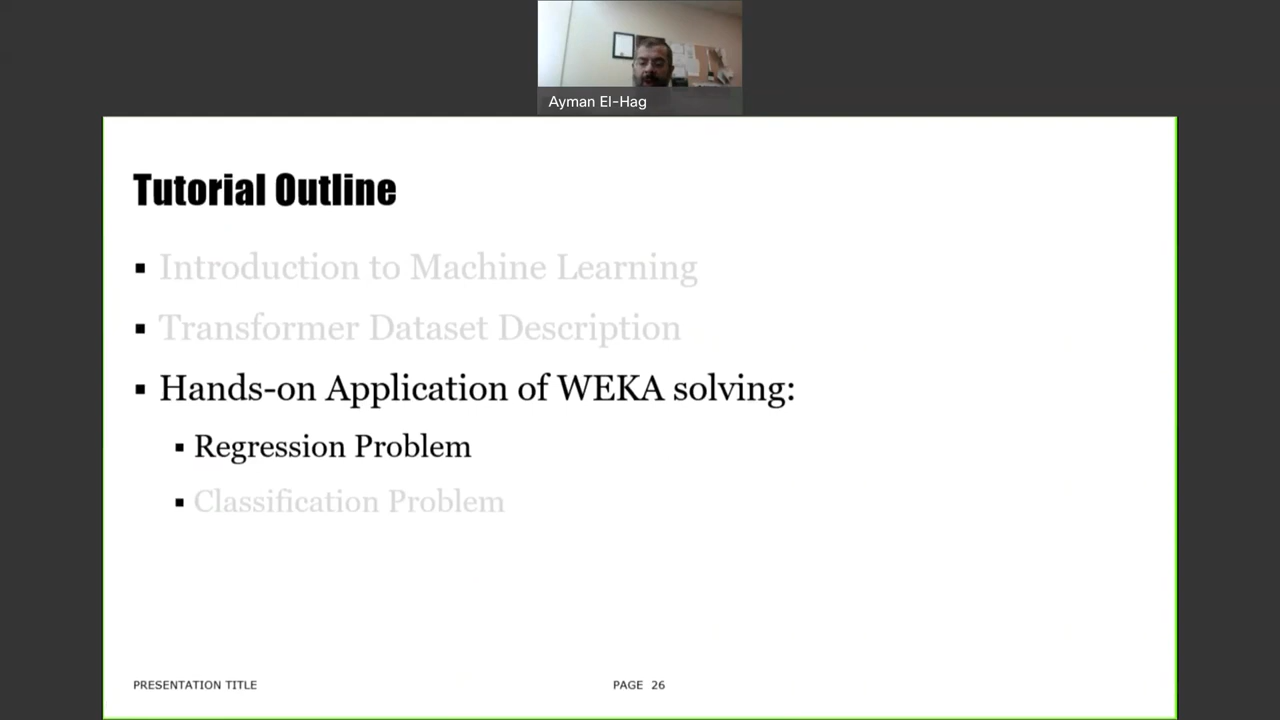 Ayman El-Hag
Tutorial Outline
▪ Introduction to Machine Learning
▪ Transformer Dataset Description
▪ Hands-on Application of WEKA solving:
▪ Regression Problem
▪ Classification Problem
PRESENTATION TITLE
PAGE 26